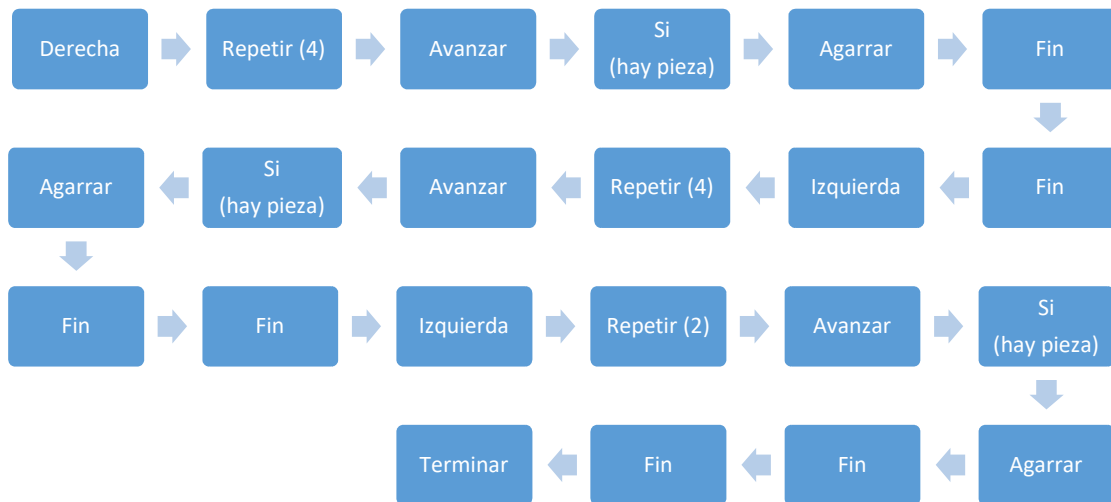 Derecha
Repetir (4)
Avanzar
Si
(hay pieza)
Agarrar
Fin
Fin
Izquierda
Repetir (4)
Avanzar
Si
(hay pieza)
Agarrar
Fin
Fin
Izquierda
Repetir (2)
Avanzar
Si
(hay pieza)
Agarrar
Fin
Fin
Terminar